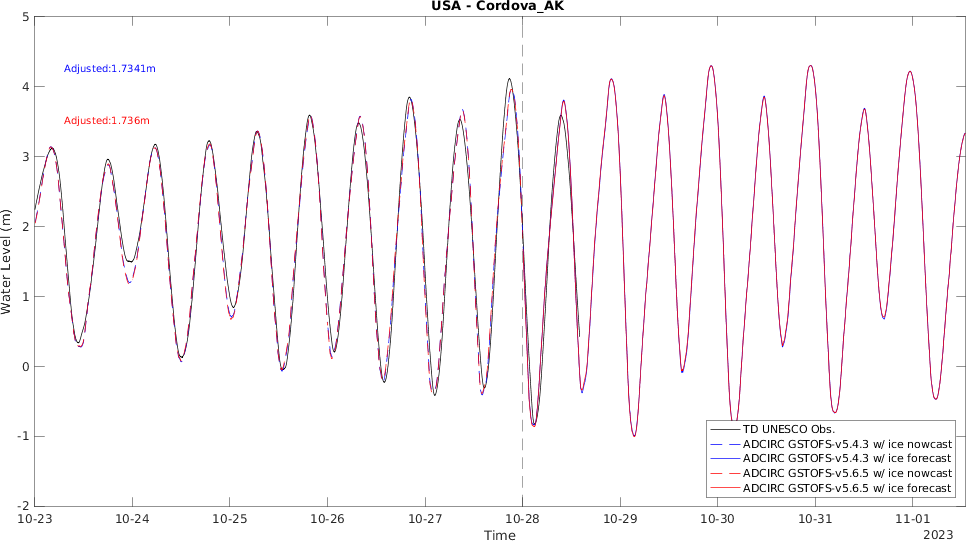 USA - Cordova_AK
5
4
3
2
1
0
-1
-2
Water Level (m)
Adjusted:1.7341m
Adjusted:1.736m
TD UNESCO Obs.
ADCIRC GSTOFS-v5.4.3 w/ ice nowcast
ADCIRC GSTOFS-v5.4.3 w/ ice forecast
ADCIRC GSTOFS-v5.6.5 w/ ice nowcast
ADCIRC GSTOFS-v5.6.5 w/ ice forecast
10-23 10-24 10-25 10-26 10-27 10-28 10-29 10-30 10-31 11-01
Time
2023